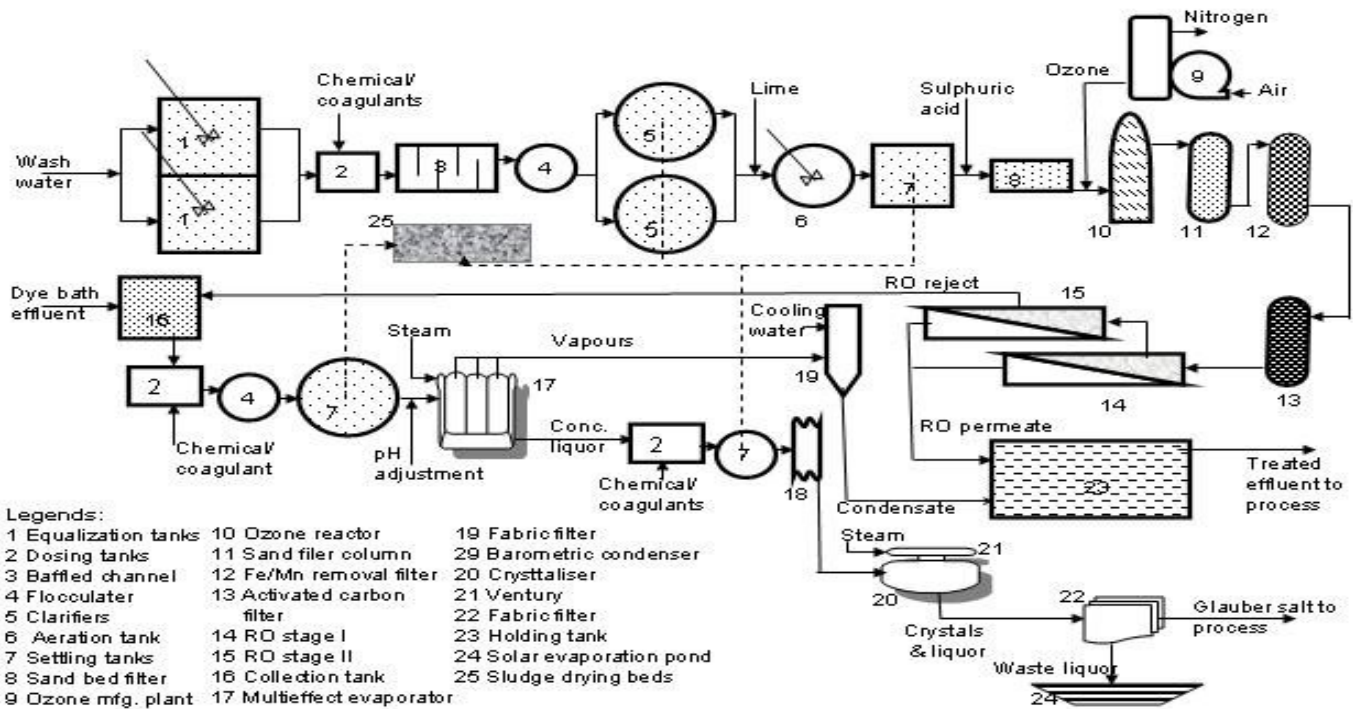 Nitrogen
Ozone
9
Air
Chemical/
coagulants
Lime
Sulphuric
acid
Wash
water
1
1
2
3
4
5
5
6
7
8
10
11
12
25
Dye bath
effluent
16
RO reject
15
Cooling
water
Steam
Vapours
17
19
14
13
2
4
7
Chemical/
coagulant
pH
adjustment
Conc.
liquor
2
7
18
Chemical/
coagulants
RO permeate
23
Condensate
Treated
effluent to
process
Steam
21
20
Crystals
& liquor
22
Glauber salt to
process
Waste liquor
24
Legends:
1 Equalization tanks
2 Dosing tanks
3 Baffled channel
4 Flocculater
5 Clarifiers
6 Aeration tank
7 Settling tanks
8 Sand bed filter
9 Ozone mfg. plant
10 Ozone reactor
11 Sand filer column
12 Fe/Mn removal filter
13 Activated carbon
filter
14 RO stage I
15 RO stage II
16 Collection tank
17 Multieffect evaporator
19 Fabric filter
29 Barometric condenser
20 Crysttaliser
21 Ventury
22 Fabric filter
23 Holding tank
24 Solar evaporation pond
25 Sludge drying beds